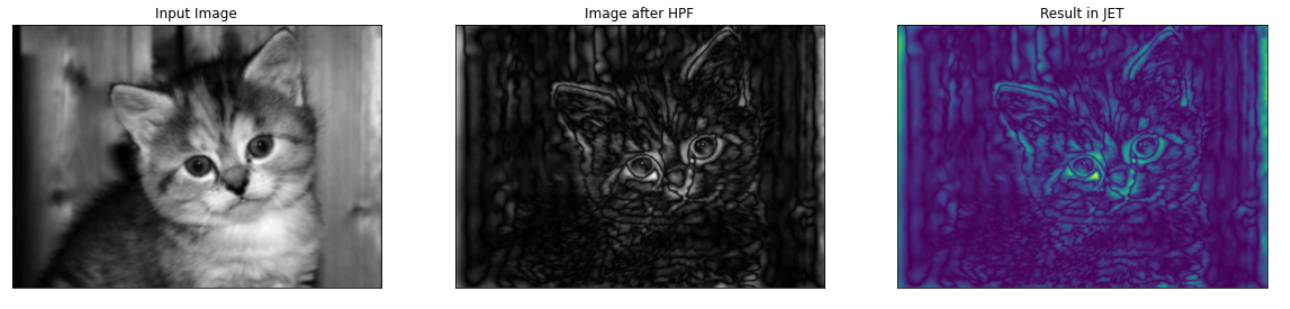 Input Image
Image after HPF
Result in JET